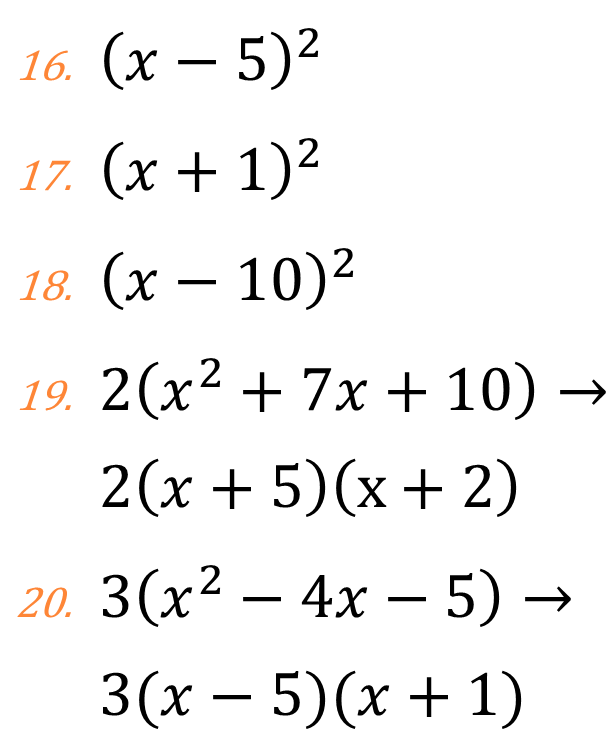 16. (x − 5)²
17. (x + 1)²
18. (x − 10)²
19. 2(x² + 7x + 10) →
2(x + 5)(x + 2)
20. 3(x² − 4x − 5) →
3(x − 5)(x + 1)